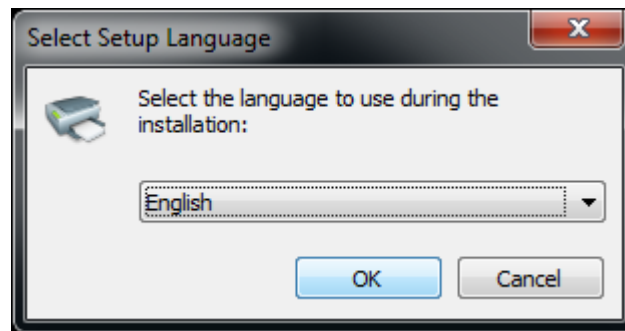 Select Setup Language
Select the language to use during the
installation:
English
OK
Cancel